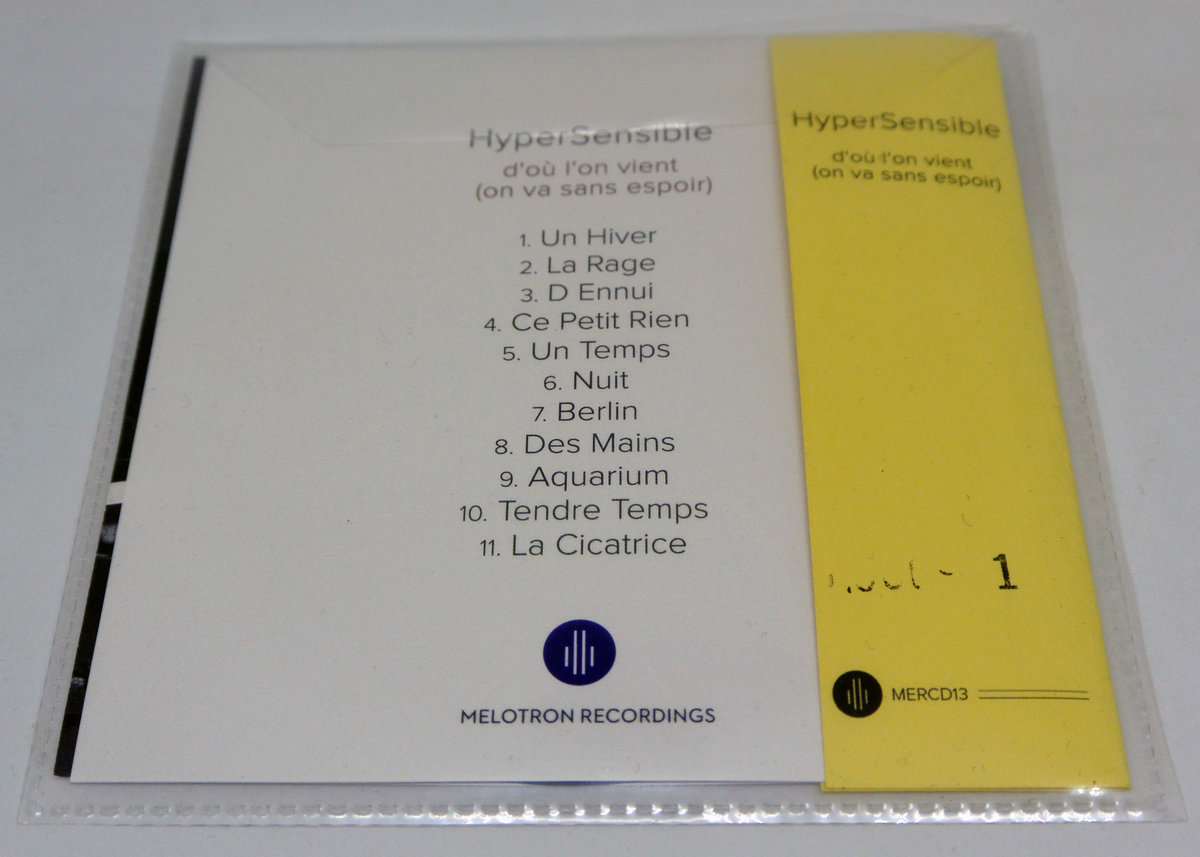 HyperSensible
d'où l'on vient
(on va sans espoir)
1. Un Hiver
2. La Rage
3. D Ennui
4. Ce Petit Rien
5. Un Temps
6. Nuit
7. Berlin
8. Des Mains
9. Aquarium
10. Tendre Temps
11. La Cicatrice
MELOTRON RECORDINGS
HyperSensible
d'où l'on vient
(on va sans espoir)
1
MERCD13